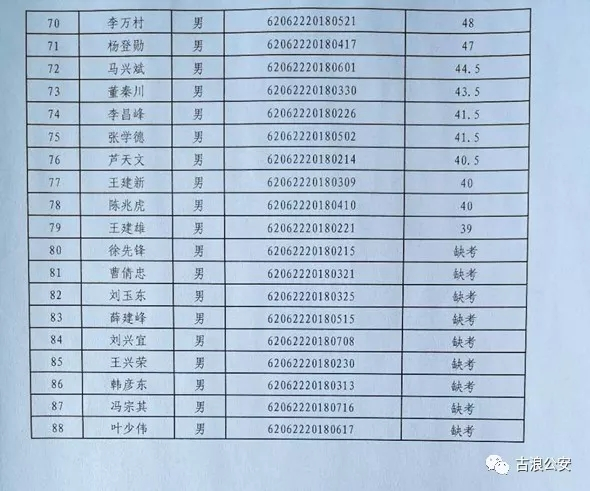 70 李万村 男 62062220180521 48
71 杨登勋 男 62062220180417 47
72 马兴斌 男 62062220180601 44.5
73 董秦川 男 62062220180330 43.5
74 李昌峰 男 62062220180226 41.5
75 张学德 男 62062220180502 41.5
76 芦天文 男 62062220180214 40.5
77 王建新 男 62062220180309 40
78 陈兆虎 男 62062220180410 40
79 王建雄 男 62062220180221 39
80 徐先锋 男 62062220180215 缺考
81 曹倩忠 男 62062220180321 缺考
82 刘玉东 男 62062220180325 缺考
83 薛建峰 男 62062220180515 缺考
84 刘兴宜 男 62062220180708 缺考
85 王兴荣 男 62062220180230 缺考
86 韩彦东 男 62062220180313 缺考
87 冯宗其 男 62062220180716 缺考
88 叶少伟 男 62062220180617 缺考
古浪公安